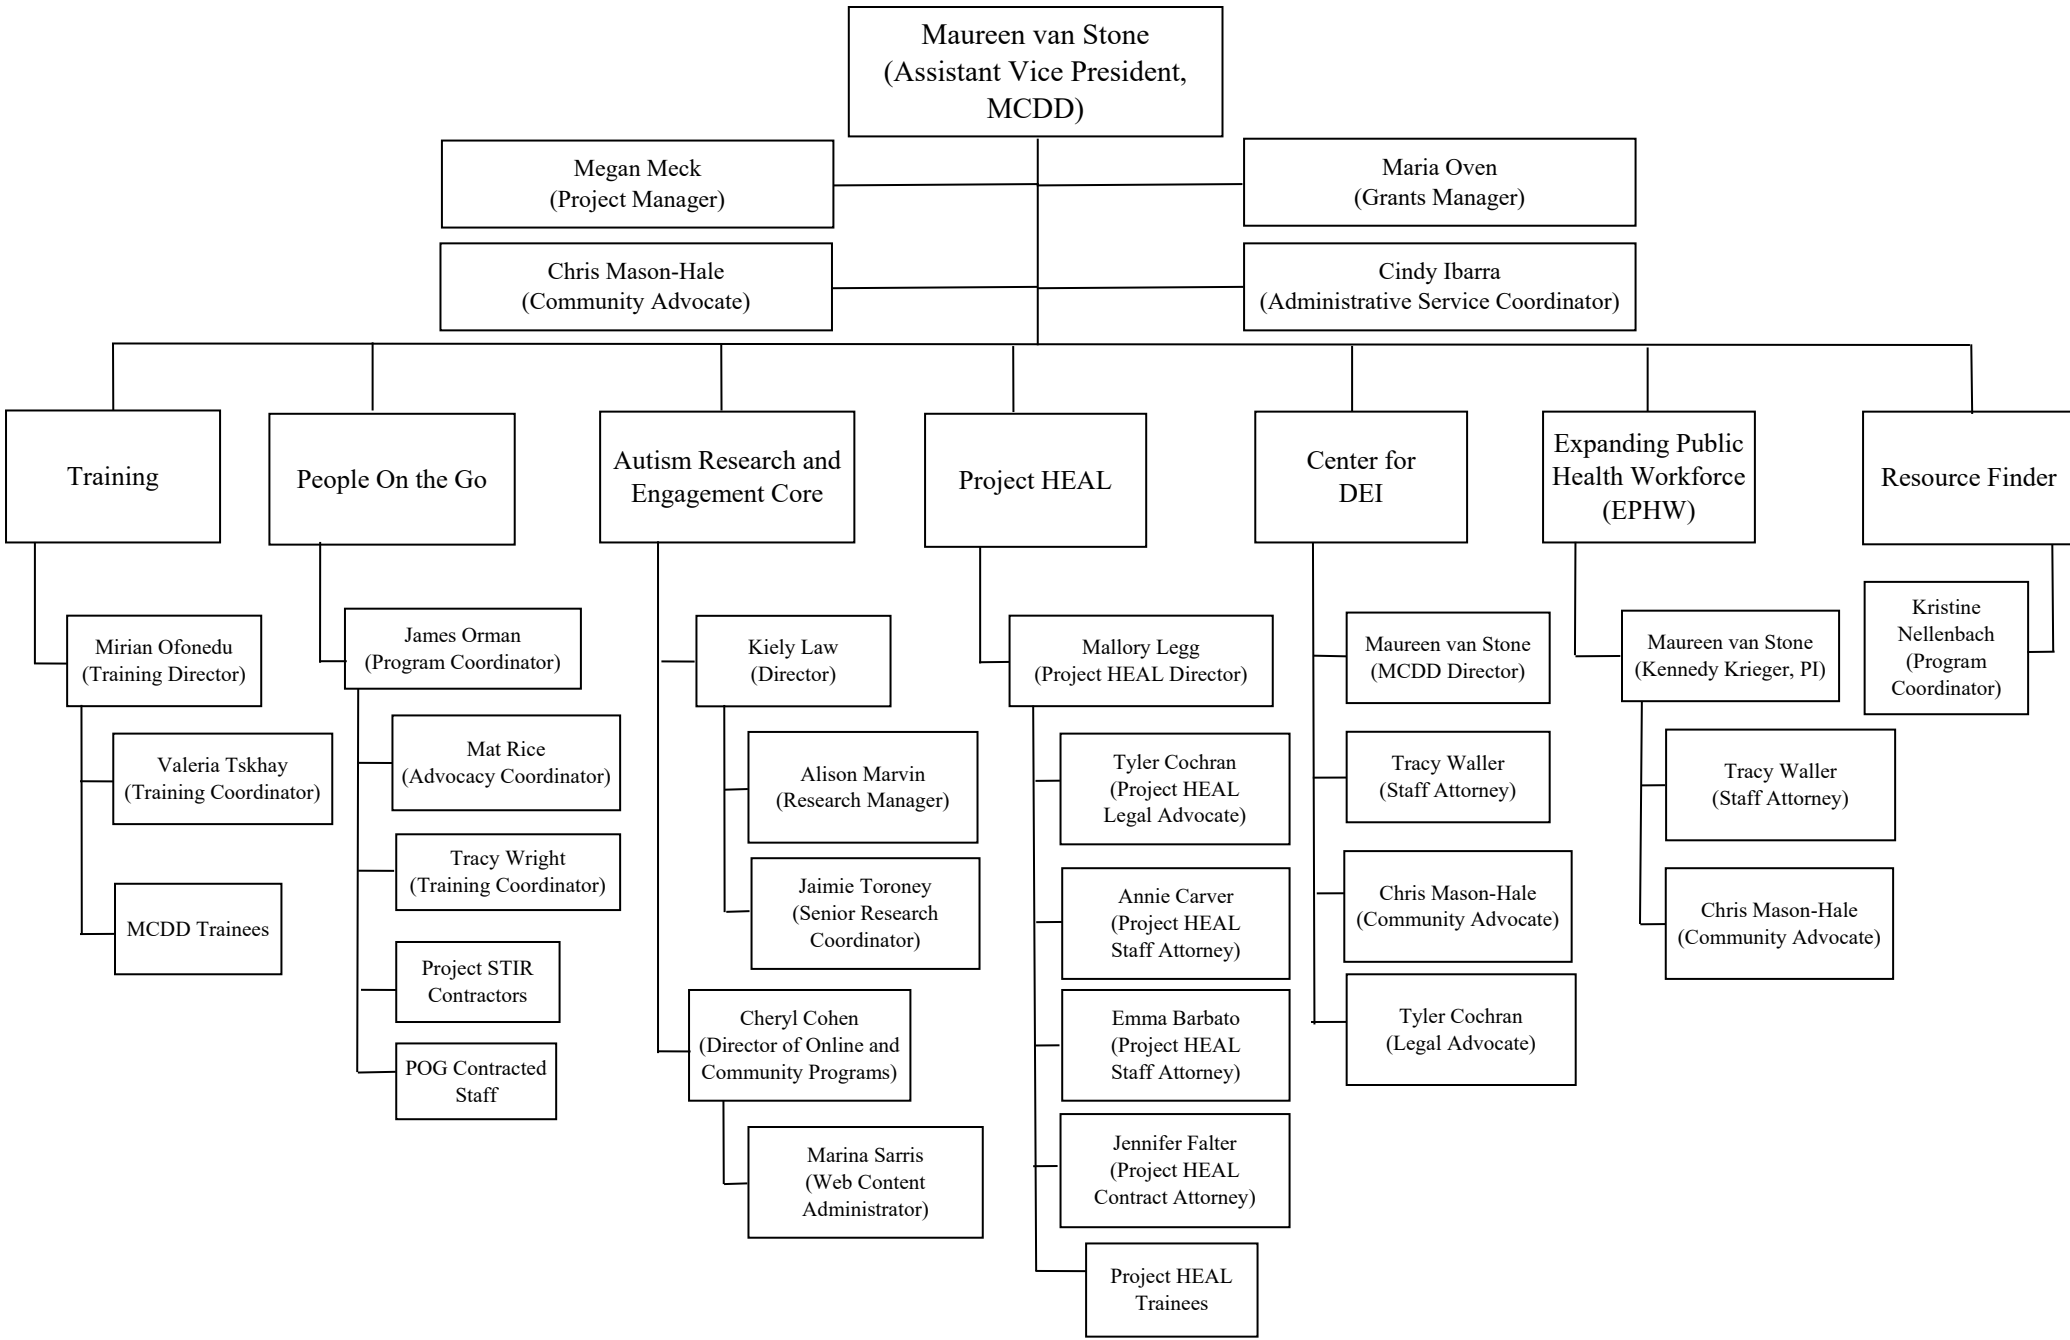 Maureen van Stone
(Assistant Vice President,
MCDD)
Megan Meck
(Project Manager)
Maria Oven
(Grants Manager)
Chris Mason-Hale
(Community Advocate)
Cindy Ibarra
(Administrative Service Coordinator)
Training
People On the Go
Autism Research and
Engagement Core
Project HEAL
Center for
DEI
Expanding Public
Health Workforce
(EPHW)
Resource Finder
Mirian Ofonedu
(Training Director)
Valeria Tskhay
(Training Coordinator)
MCDD Trainees
James Orman
(Program Coordinator)
Mat Rice
(Advocacy Coordinator)
Tracy Wright
(Training Coordinator)
Project STIR
Contractors
POG Contracted
Staff
Kiely Law
(Director)
Alison Marvin
(Research Manager)
Jaimie Toroney
(Senior Research
Coordinator)
Cheryl Cohen
(Director of Online and
Community Programs)
Marina Sarris
(Web Content
Administrator)
Mallory Legg
(Project HEAL Director)
Tyler Cochran
(Project HEAL
Legal Advocate)
Annie Carver
(Project HEAL
Staff Attorney)
Emma Barbato
(Project HEAL
Staff Attorney)
Jennifer Falter
(Project HEAL
Contract Attorney)
Project HEAL
Trainees
Maureen van Stone
(MCDD Director)
Tracy Waller
(Staff Attorney)
Chris Mason-Hale
(Community Advocate)
Tyler Cochran
(Legal Advocate)
Maureen van Stone
(Kennedy Krieger, PI)
Tracy Waller
(Staff Attorney)
Chris Mason-Hale
(Community Advocate)
Kristine
Nellenbach
(Program
Coordinator)